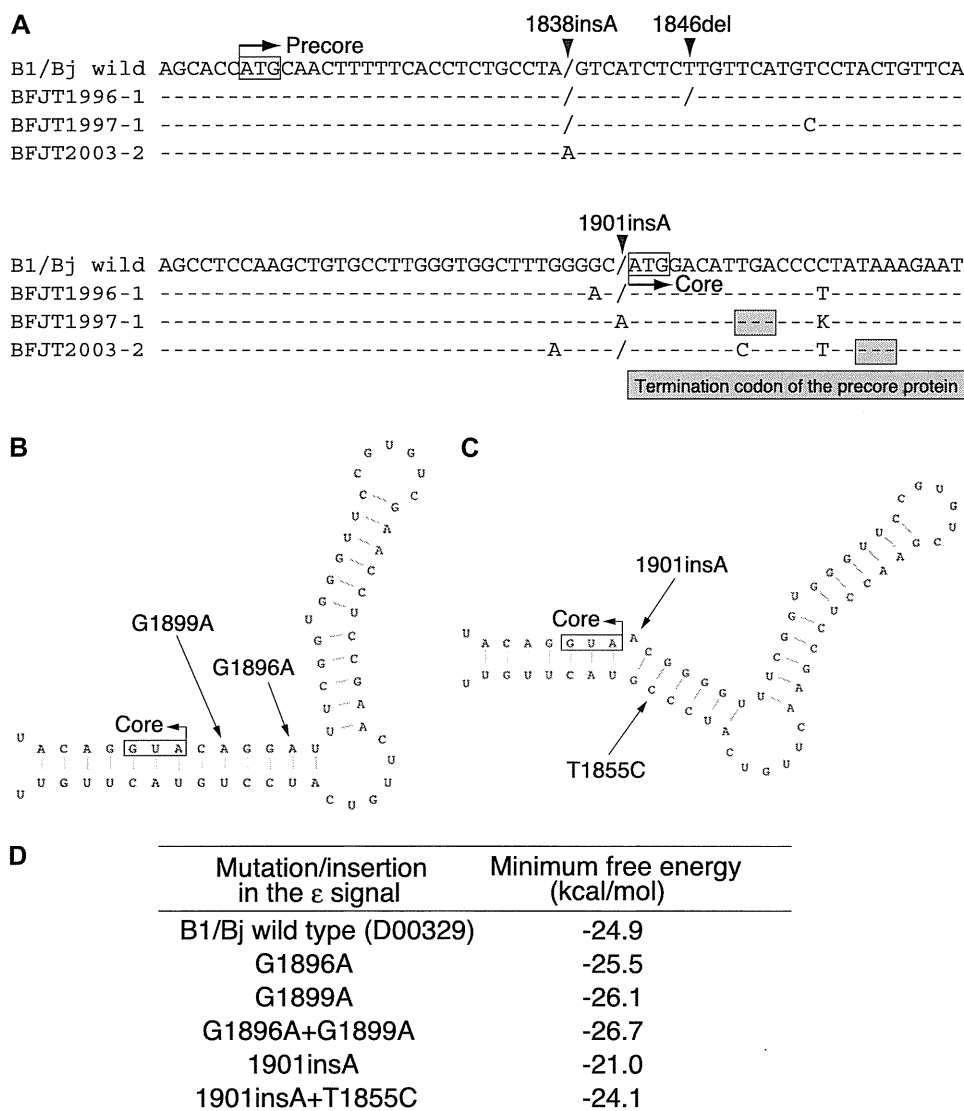 A
1838insA 1846del
Precore
B1/Bj wild AGCACCATGCAACTTTTTCACCTCTGCCTA/GTCATCTCTTGTTCATGTCCTACTGTTCA
BFJT1996-1 ------------------------------/--------/--------------------
BFJT1997-1 ------------------------------/-----------------C-----------
BFJT2003-2 ------------------------------A-----------------------------
1901insA
B1/Bj wild AGCCTCCAAGCTGTGCCTTGGGTGGCTTTGGGGC/ATGGACATTGACCCCTATAAAGAAT
Core
BFJT1996-1 --------------------------------A-/--------------T----------
BFJT1997-1 ----------------------------------A--------------K----------
BFJT2003-2 -----------------------------A----/--------C-----T----------
Termination codon of the precore protein
B
G1899A
G1896A
Core
U A C A G G U A C A G G A U U U C G G U G G G U U C C G U G U C G A A C C U C C G A A C U U G U C A U C C U G U A C U U G U U
C
1901insA
Core
T1855C
U A C A G G U A A C G G G G U U U C G G U G G G U U C C G U G U C G A A C C U C C G A A C U U G U C A U C C C G U A C U U G U U
D
Mutation/insertion in the ε signal Minimum free energy (kcal/mol)
B1/Bj wild type (D00329) -24.9
G1896A -25.5
G1899A -26.1
G1896A+G1899A -26.7
1901insA -21.0
1901insA+T1855C -24.1